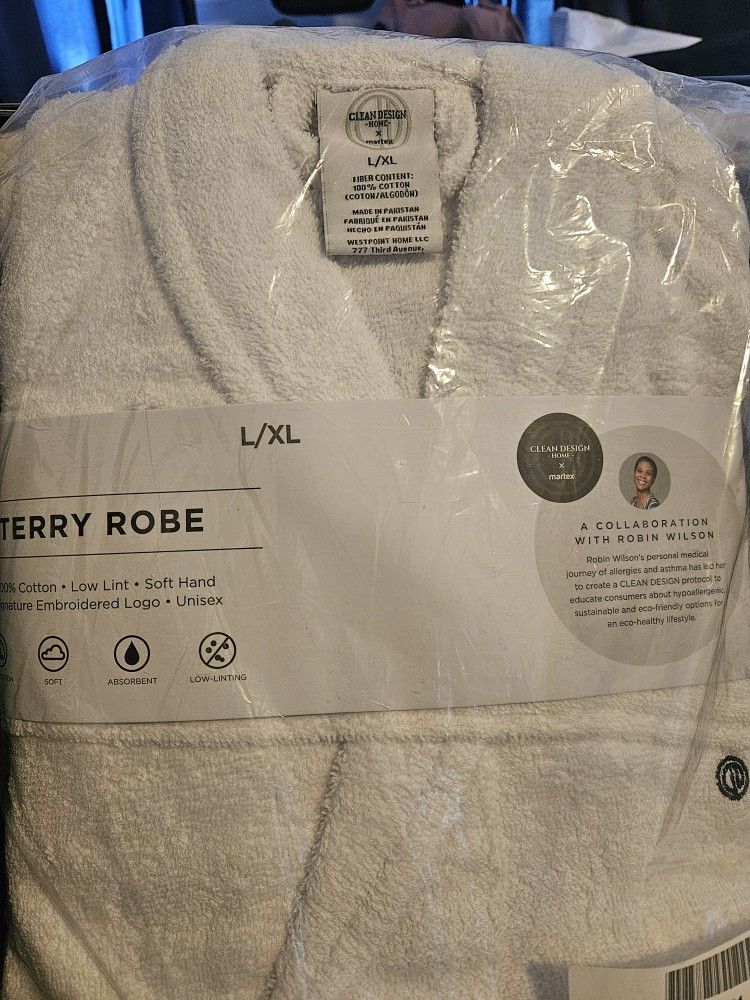 CLEAN DESIGN
-HOME-
x
martex
L/XL
FIBER CONTENT:
100% COTTON
(COTON/ALGODÓN)
MADE IN PAKISTAN
FABRIQUÉ EN PAKISTAN
HECHO EN PAQUISTÁN
WESTPOINT HOME LLC
777 Third Avenue,
L/XL
TERRY ROBE
00% Cotton • Low Lint • Soft Hand
gnature Embroidered Logo • Unisex
SOFT
ABSORBENT
LOW-LINTING
CLEAN DESIGN
-HOME-
x
martex
A COLLABORATION
WITH ROBIN WILSON
Robin Wilson's personal medical
journey of allergies and asthma has led her
to create a CLEAN DESIGN protocol to
educate consumers about hypoallergenic,
sustainable and eco-friendly options for
an eco-healthy lifestyle.